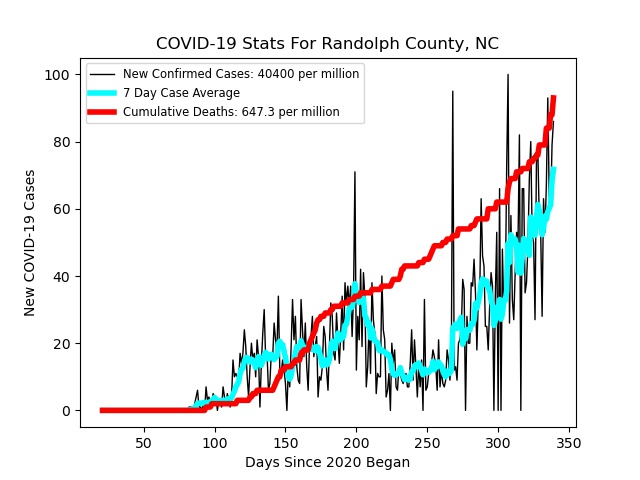 COVID-19 Stats For Randolph County, NC
New Confirmed Cases: 40400 per million
7 Day Case Average
Cumulative Deaths: 647.3 per million
New COVID-19 Cases
100
80
60
40
20
0
50
100
150
200
250
300
350
Days Since 2020 Began